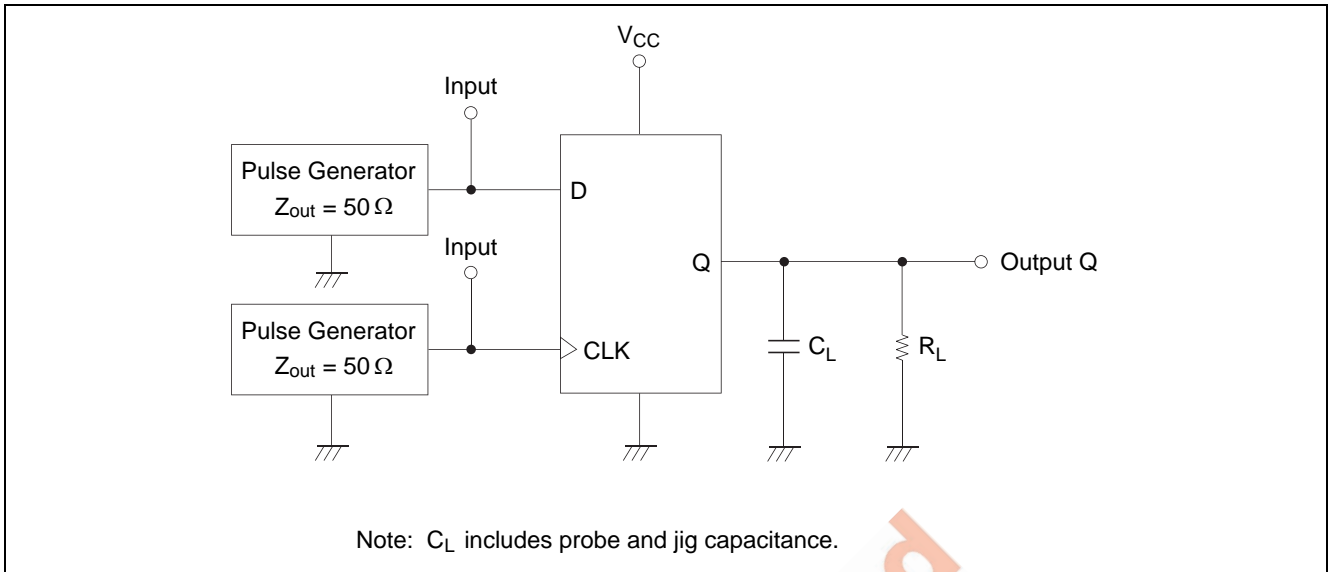 VCC
Input
Pulse Generator
Zout = 50 Ω
D
Input
Q
Output Q
Pulse Generator
Zout = 50 Ω
CLK
CL
RL
Note: CL includes probe and jig capacitance.
d